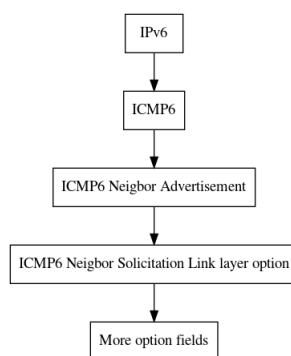 IPv6
ICMP6
ICMP6 Neigbor Advertisement
ICMP6 Neigbor Solicitation Link layer option
More option fields